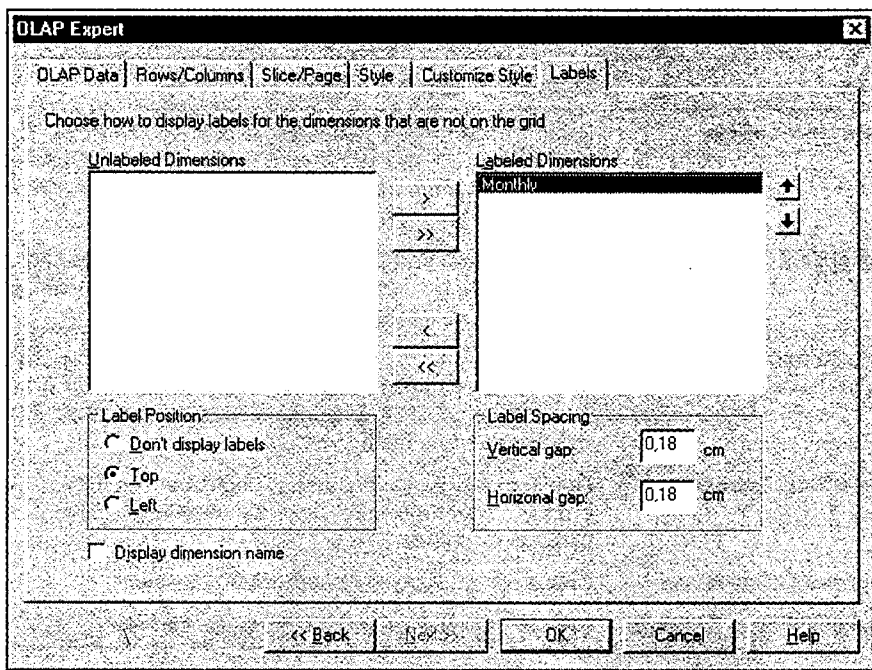 OLAP Expert
OLAP Data Rows/Columns Slice/Page Style Customize Style Labels
Choose how to display labels for the dimensions that are not on the grid
Unlabeled Dimensions
Labeled Dimensions
Monthly
>
>>
<
<<
Label Position
Don't display labels
Top
Left
Display dimension name
Label Spacing
Vertical gap: 0,18 cm
Horizonal gap: 0,18 cm
<< Back Next >> OK Cancel Help